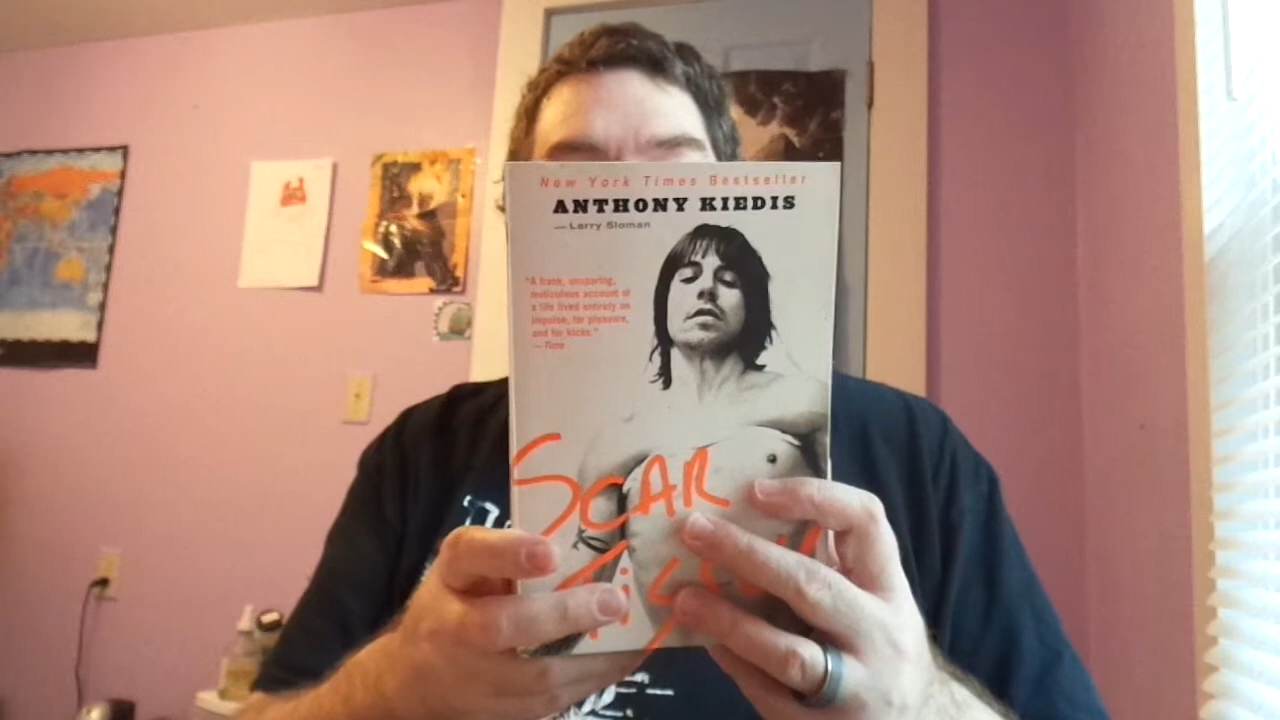 New York Times Bestseller
ANTHONY KIEDIS
—Larry Sloman
"A frank, unsparing,
meticulous account of
a life lived entirely on
impulse, for pleasure,
and for kicks."
—Time
SCAR